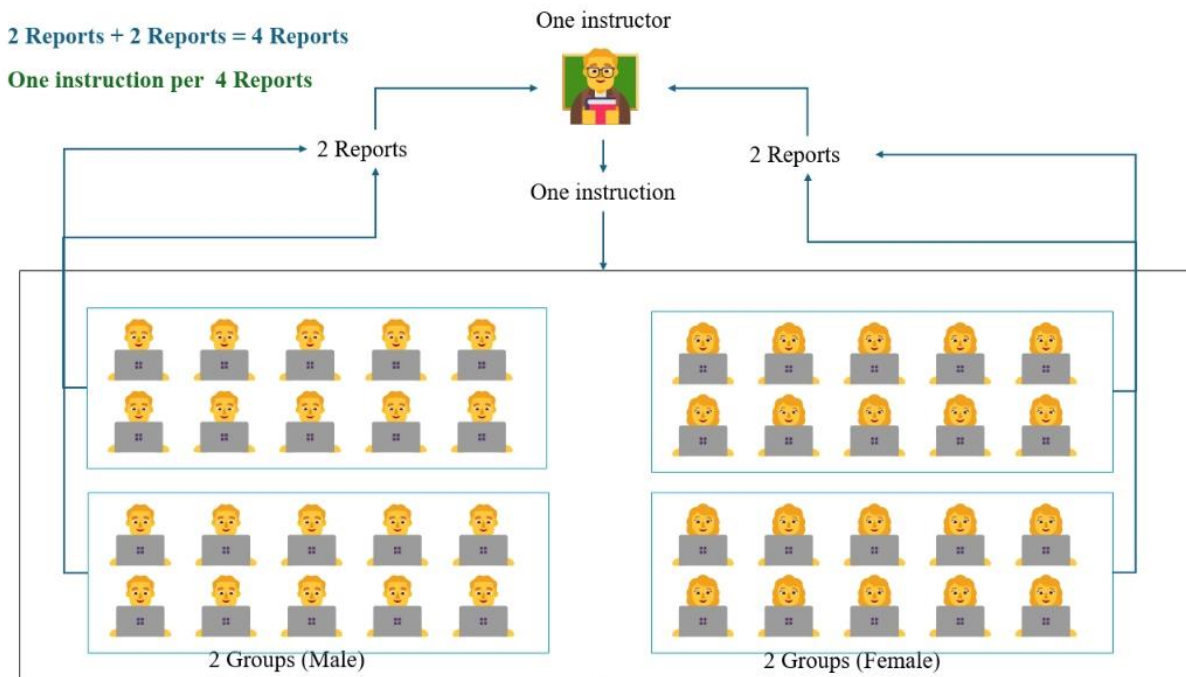 One instructor
2 Reports + 2 Reports = 4 Reports
One instruction per 4 Reports
2 Reports
2 Reports
One instruction
2 Groups (Male)
2 Groups (Female)